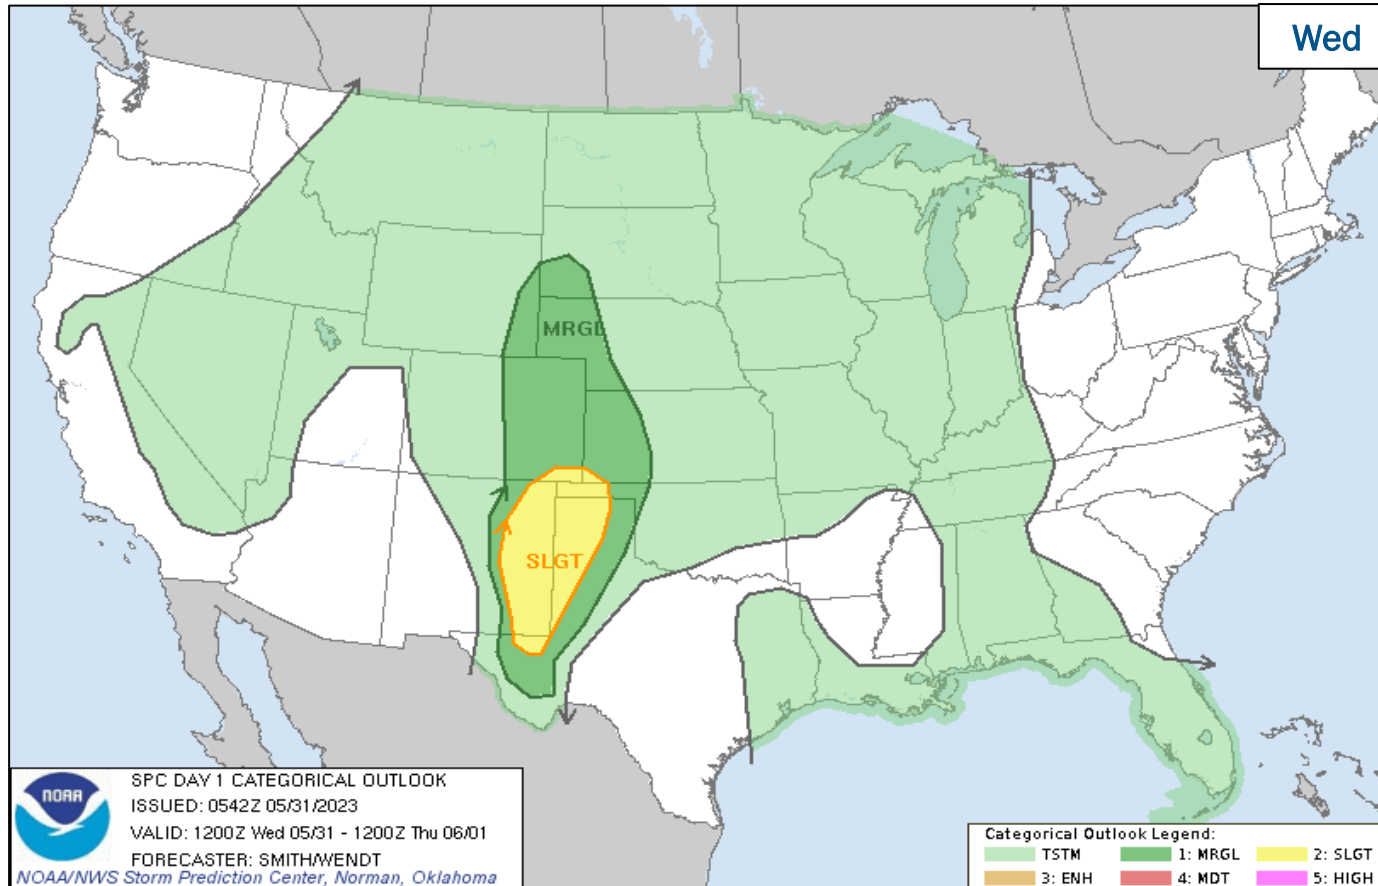 Wed
MRGL
SLGT
NOAA
SPC DAY 1 CATEGORICAL OUTLOOK
ISSUED: 0542Z 05/31/2023
VALID: 1200Z Wed 05/31 - 1200Z Thu 06/01
FORECASTER: SMITH/WENDT
NOAA/NWS Storm Prediction Center, Norman, Oklahoma
Categorical Outlook Legend:
TSTM 1: MRGL 2: SLGT
3: ENH 4: MDT 5: HIGH